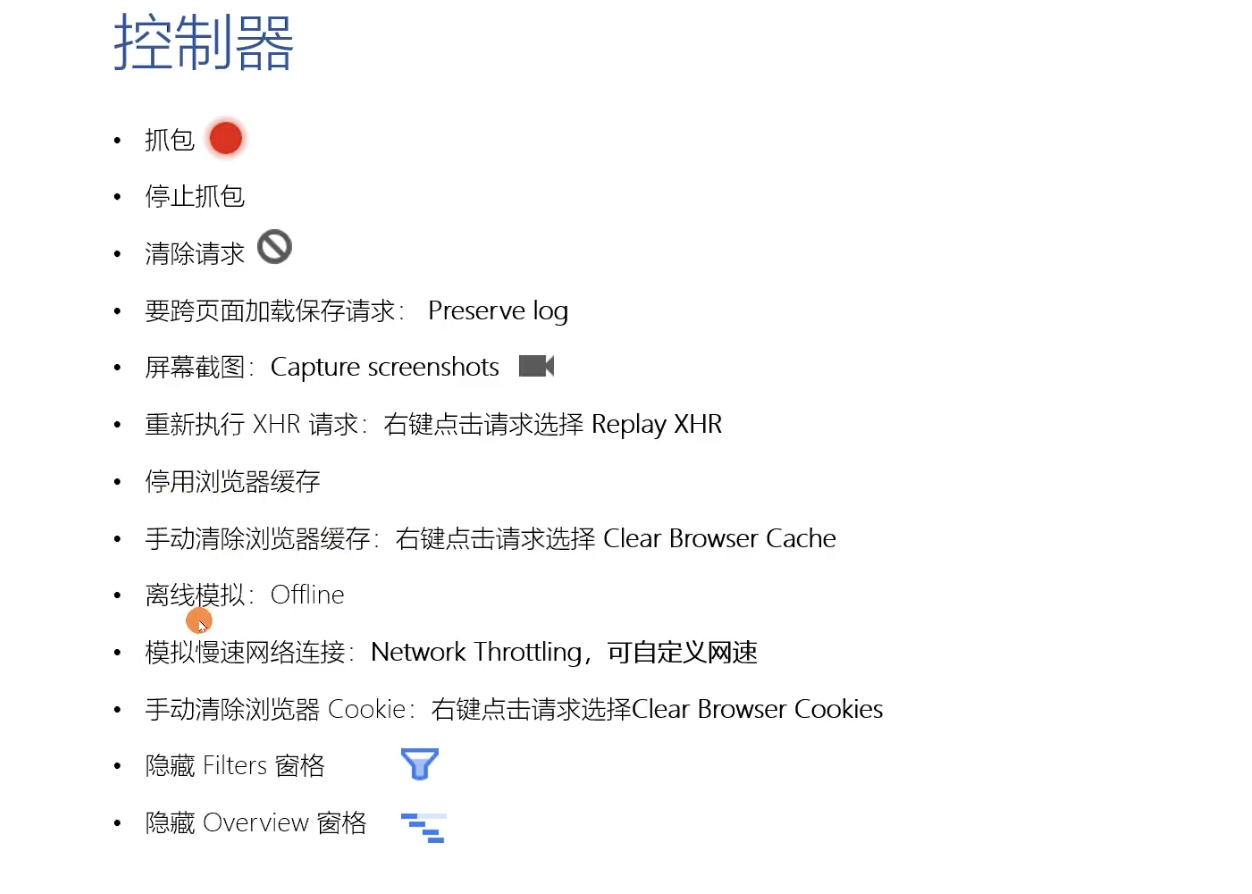 控制器
• 抓包
• 停止抓包
• 清除请求
• 要跨页面加载保存请求： Preserve log
• 屏幕截图：Capture screenshots
• 重新执行 XHR 请求：右键点击请求选择 Replay XHR
• 停用浏览器缓存
• 手动清除浏览器缓存：右键点击请求选择 Clear Browser Cache
• 离线模拟：Offline
• 模拟慢速网络连接：Network Throttling，可自定义网速
• 手动清除浏览器 Cookie：右键点击请求选择Clear Browser Cookies
• 隐藏 Filters 窗格
• 隐藏 Overview 窗格